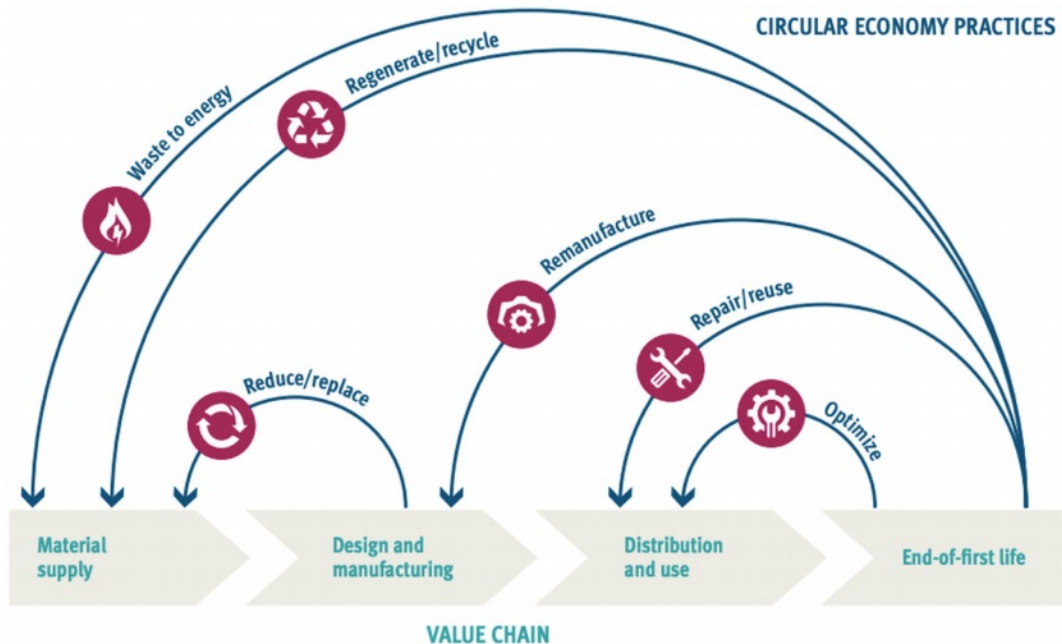 CIRCULAR ECONOMY PRACTICES
Regenerate/recycle
Waste to energy
Remanufacture
Repair/reuse
Reduce/replace
Optimize
Material
supply
Design and
manufacturing
Distribution
and use
End-of-first life
VALUE CHAIN